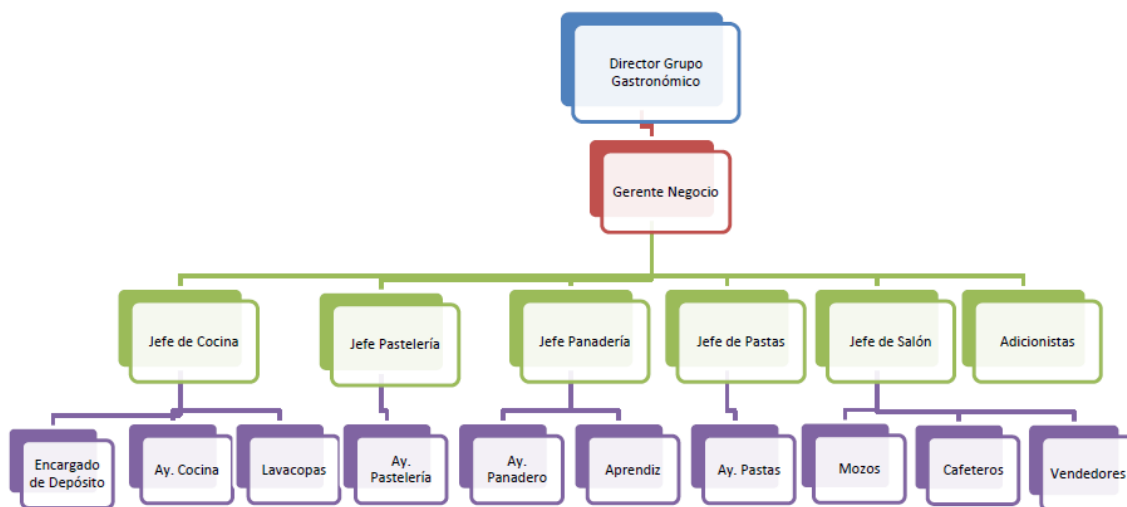 Director Grupo
Gastronómico
Gerente Negocio
Jefe de Cocina
Jefe Pastelería
Jefe Panadería
Jefe de Pastas
Jefe de Salón
Adicionistas
Encargado
de Depósito
Ay. Cocina
Lavacopas
Ay.
Pastelería
Ay.
Panadero
Aprendiz
Ay. Pastas
Mozos
Cafeteros
Vendedores